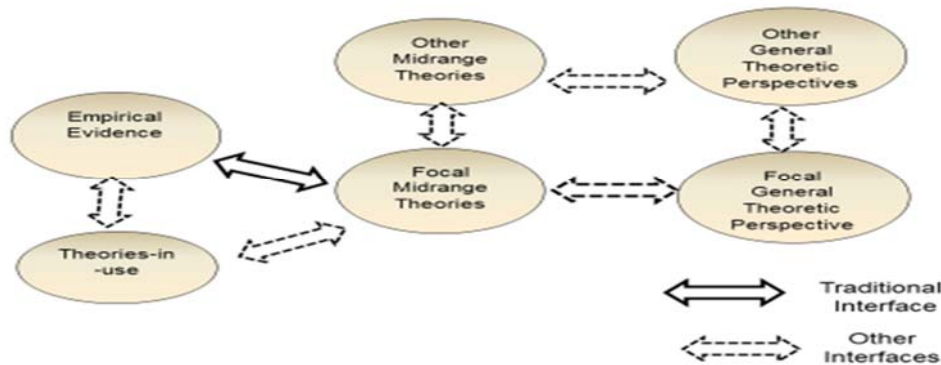 Other
Midrange
Theories
Other
General
Theoretic
Perspectives
Empirical
Evidence
Focal
Midrange
Theories
Focal
General
Theoretic
Perspective
Theories-in
-use
Traditional
Interface
Other
Interfaces